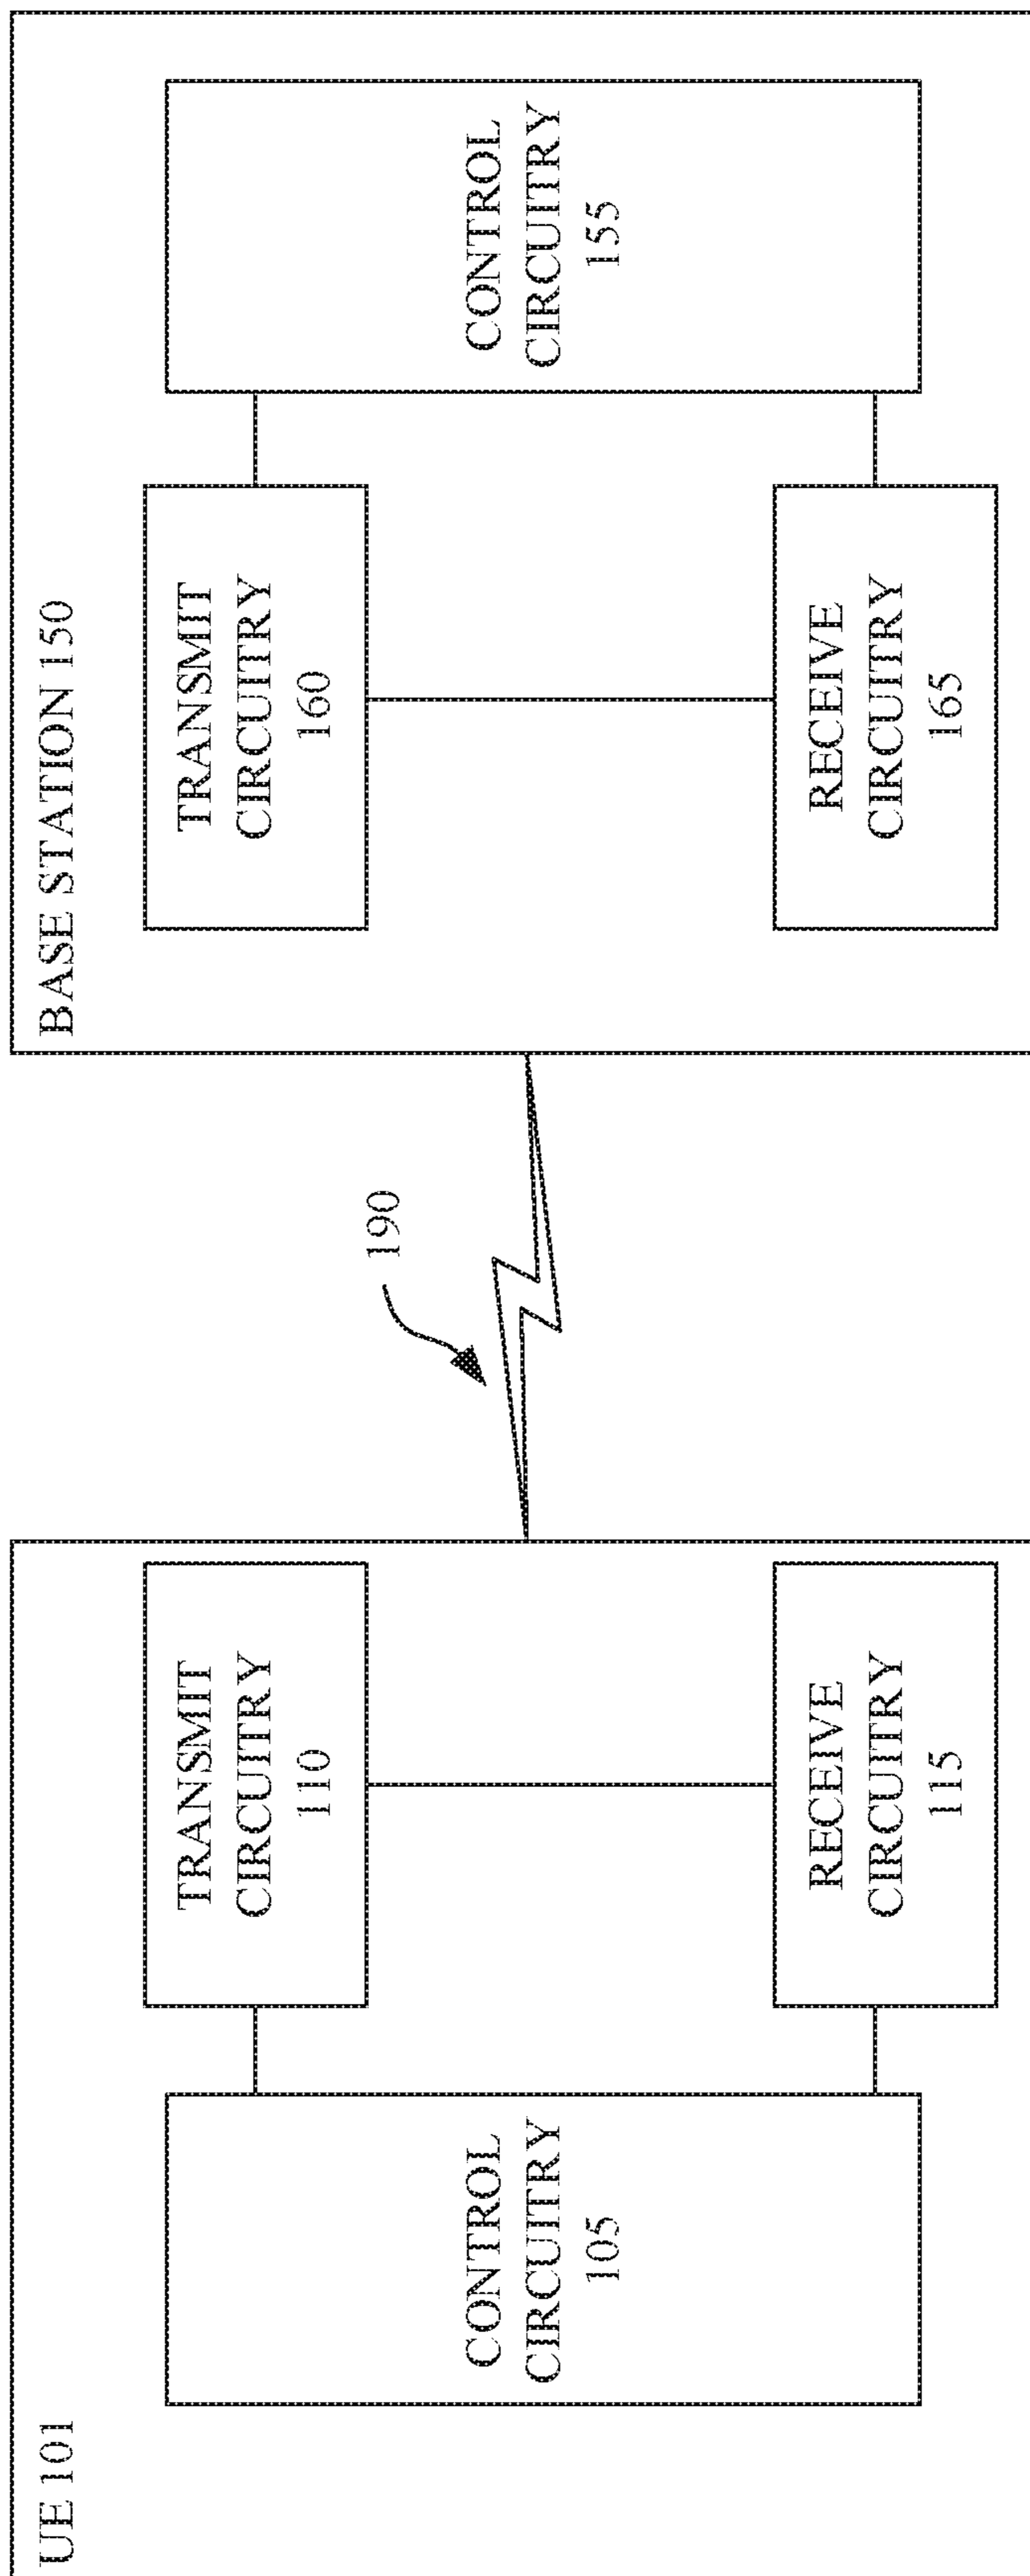 UE 101
CONTROL
CIRCUITRY
105
TRANSMIT
CIRCUITRY
110
RECEIVE
CIRCUITRY
115
190
BASE STATION 150
TRANSMIT
CIRCUITRY
160
RECEIVE
CIRCUITRY
165
CONTROL
CIRCUITRY
155